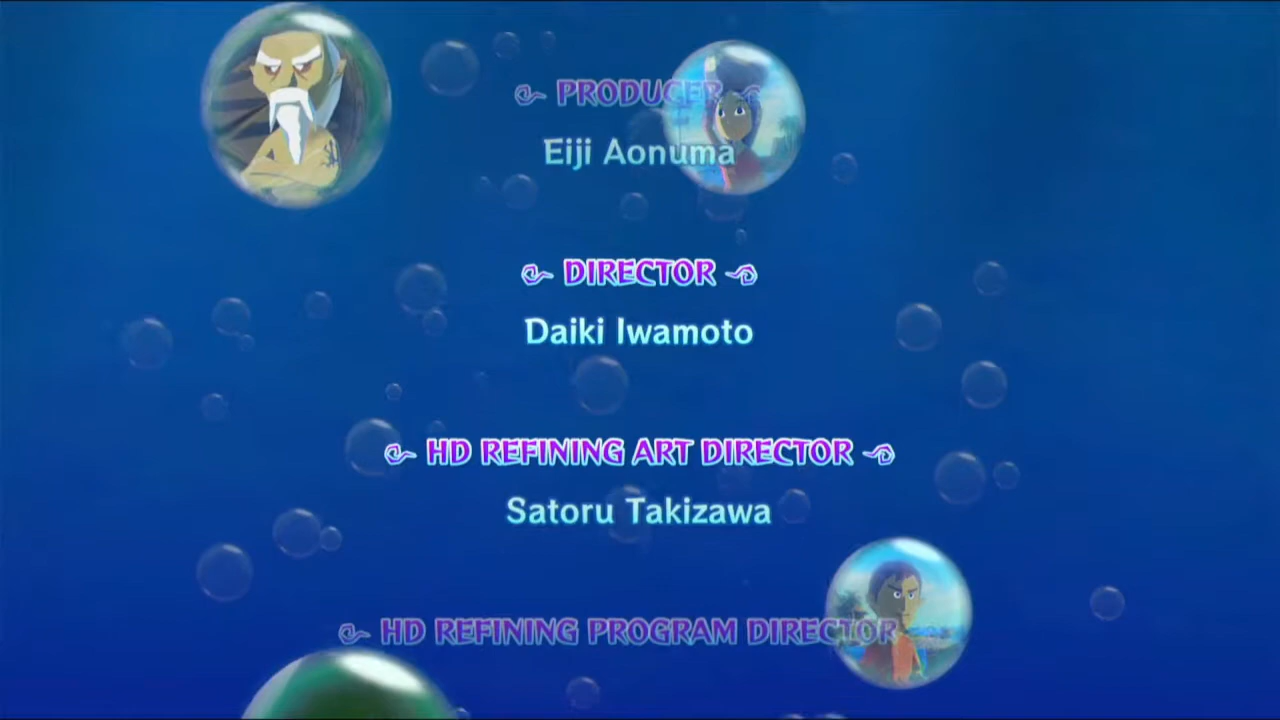 PRODUCER
Eiji Aonuma
DIRECTOR
Daiki Iwamoto
HD REFINING ART DIRECTOR
Satoru Takizawa
HD REFINING PROGRAM DIRECTOR